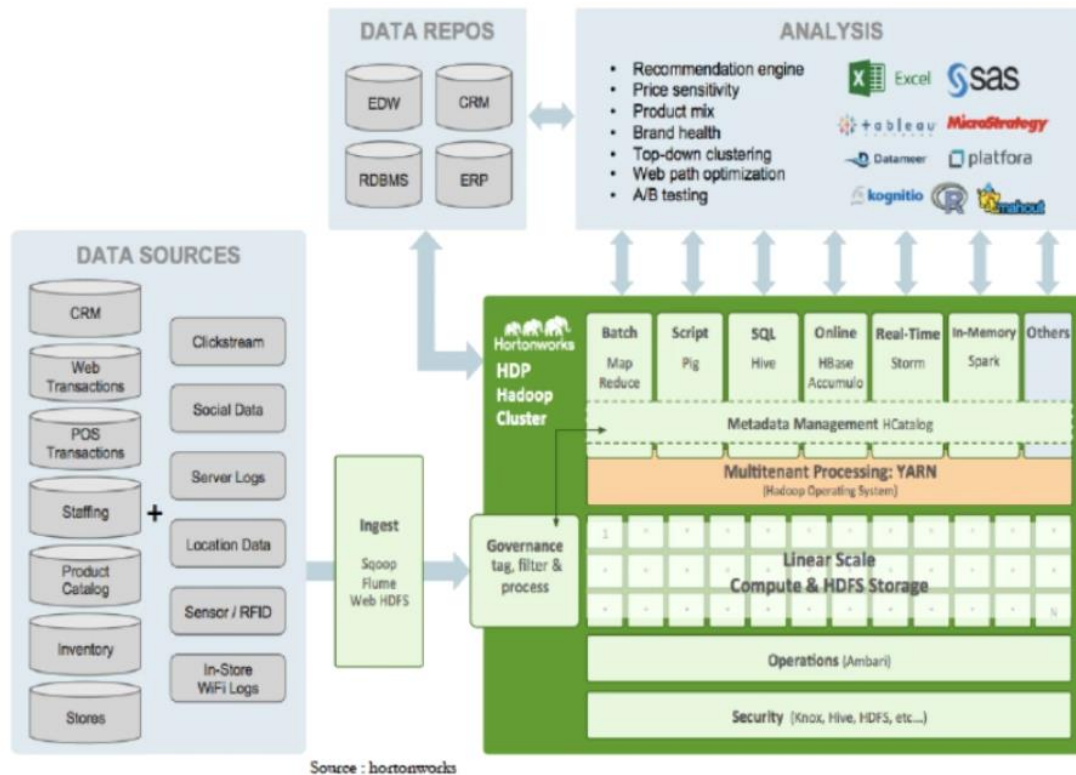 DATA REPOS
EDW
CRM
RDBMS
ERP
ANALYSIS
• Recommendation engine
• Price sensitivity
• Product mix
• Brand health
• Top-down clustering
• Web path optimization
• A/B testing
Excel
sas
tableau
MicroStrategy
Datameer
platfora
kognitio
R
mahout
DATA SOURCES
CRM
Web
Transactions
POS
Transactions
Staffing
Product
Catalog
Inventory
Stores
+
Clickstream
Social Data
Server Logs
Location Data
Sensor / RFID
In-Store
WiFi Logs
Ingest
Sqoop
Flume
Web HDFS
Governance
tag, filter &
process
Hortonworks
HDP
Hadoop
Cluster
Batch
Map
Reduce
Script
Pig
SQL
Hive
Online
HBase
Accumulo
Real-Time
Storm
In-Memory
Spark
Others
Metadata Management HCatalog
Multitenant Processing: YARN
(Hadoop Operating System)
1
Linear Scale
Compute & HDFS Storage
N
Operations (Ambari)
Security (Knox, Hive, HDFS, etc...)
Source : hortonworks